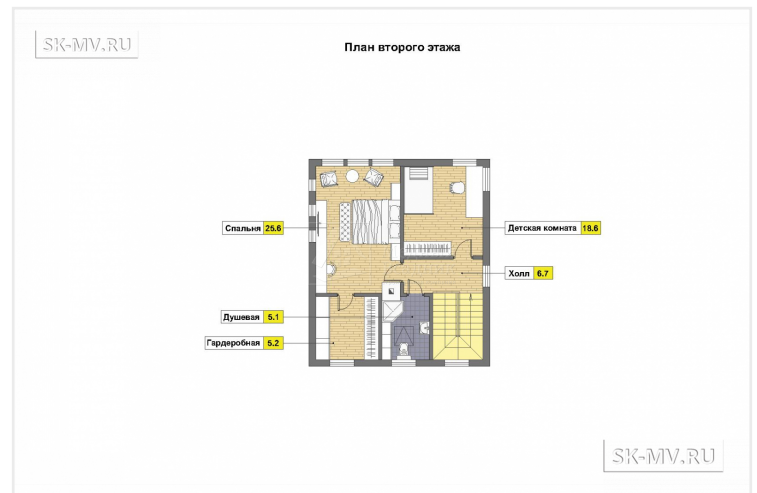 SK-MV.RU
План второго этажа
Спальня 25.6
Детская комната 18.6
Холл 6.7
Душевая 5.1
Гардеробная 5.2
SK-MV.RU